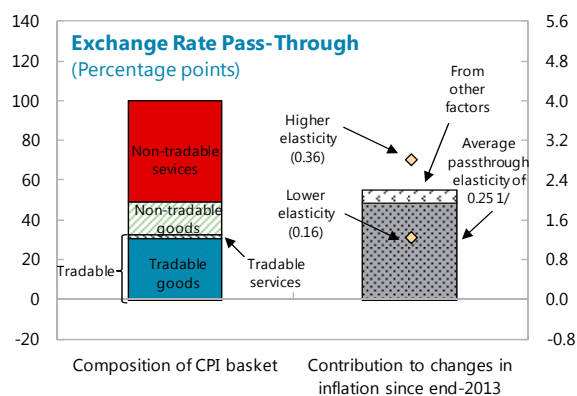 Exchange Rate Pass-Through
(Percentage points)
140
120
100
80
60
40
20
0
-20
5.6
4.8
4.0
3.2
2.4
1.6
0.8
0.0
-0.8
Non-tradable
sevices
Non-tradable
goods
Tradable
Tradable
goods
Tradable
services
Higher
elasticity
(0.36)
Lower
elasticity
(0.16)
From
other
factors
Average
passthrough
elasticity of
0.25 1/
Composition of CPI basket
Contribution to changes in
inflation since end-2013